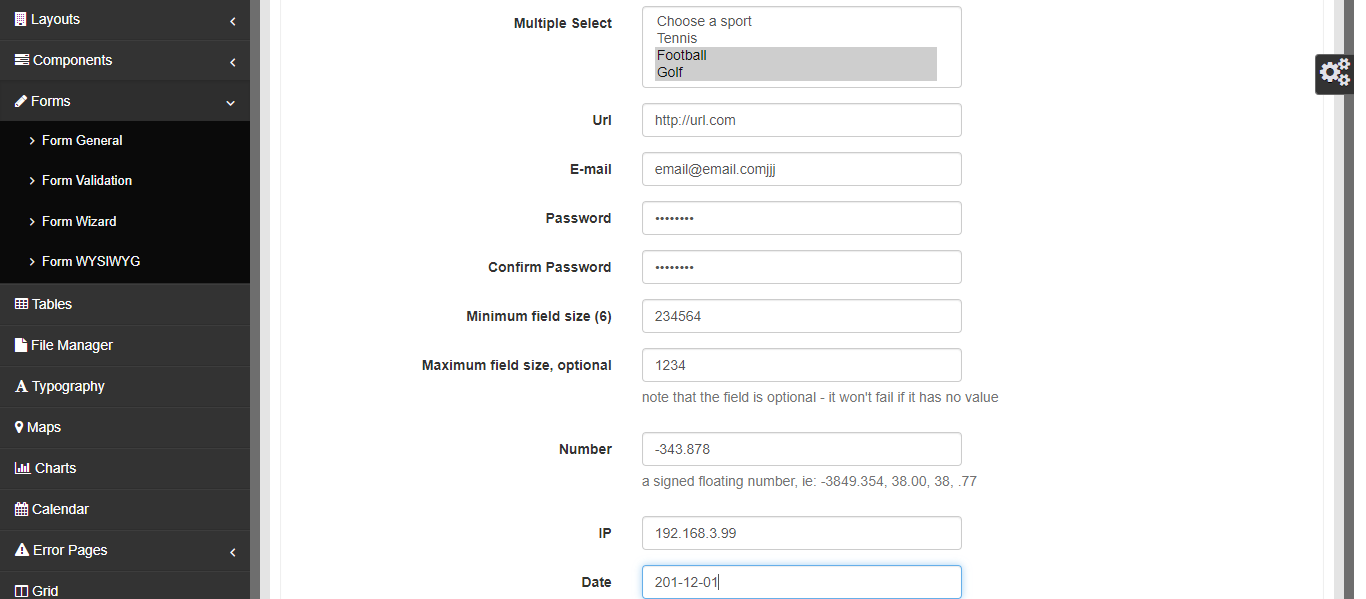 Layouts
Components
Forms
Form General
Form Validation
Form Wizard
Form WYSIWYG
Tables
File Manager
Typography
Maps
Charts
Calendar
Error Pages
Grid
Multiple Select
Choose a sport
Tennis
Football
Golf
Url
http://url.com
E-mail
email@email.comjjj
Password
••••••••
Confirm Password
••••••••
Minimum field size (6)
234564
Maximum field size, optional
1234
note that the field is optional - it won't fail if it has no value
Number
-343.878
a signed floating number, ie: -3849.354, 38.00, 38, .77
IP
192.168.3.99
Date
201-12-01